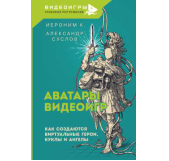 ВИДЕОИГРЫ
ИЕРОНИМ К.
АЛЕКСАНДР
СУСЛОВ
АВАТАРЫ
ВИДЕОИГР
КАК СОЗДАЮТСЯ
ВИРТУАЛЬНЫЕ ГЕРОИ,
КУКЛЫ И АНГЕЛЫ